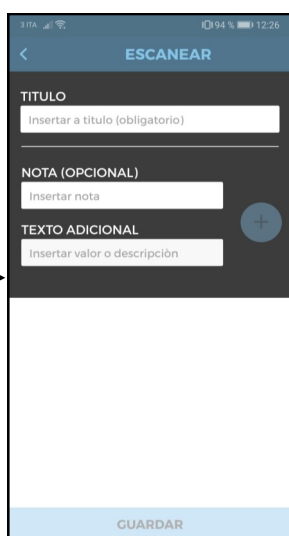 3 ITA 94 % 12:26
ESCANEAR
TITULO
Insertar a titulo (obligatorio)
NOTA (OPCIONAL)
Insertar nota
TEXTO ADICIONAL
Insertar valor o descripciòn
GUARDAR